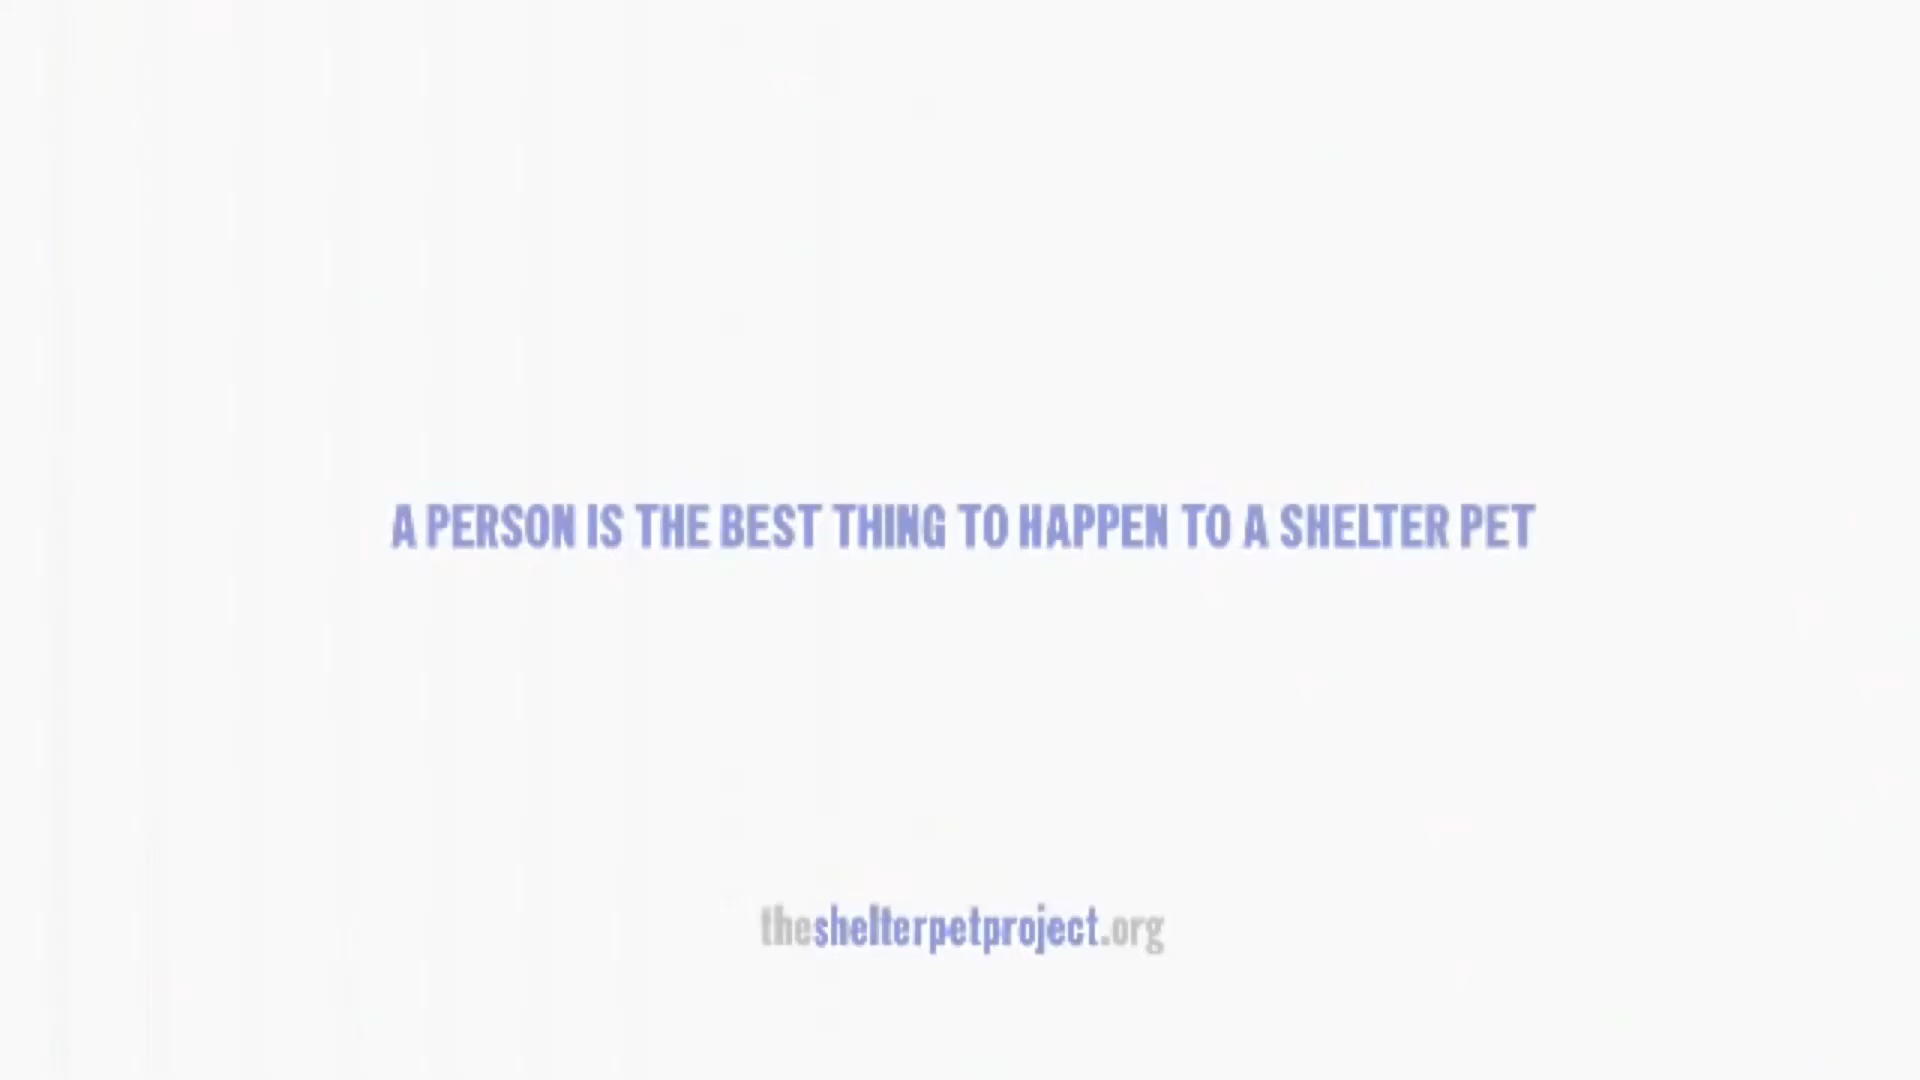 A PERSON IS THE BEST THING TO HAPPEN TO A SHELTER PET
theshelterpetproject.org